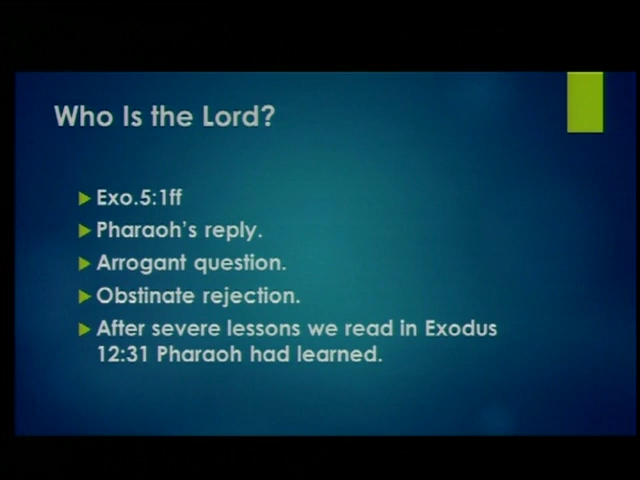 Who Is the Lord?
Exo.5:1ff
Pharaoh's reply.
Arrogant question.
Obstinate rejection.
After severe lessons we read in Exodus
12:31 Pharaoh had learned.